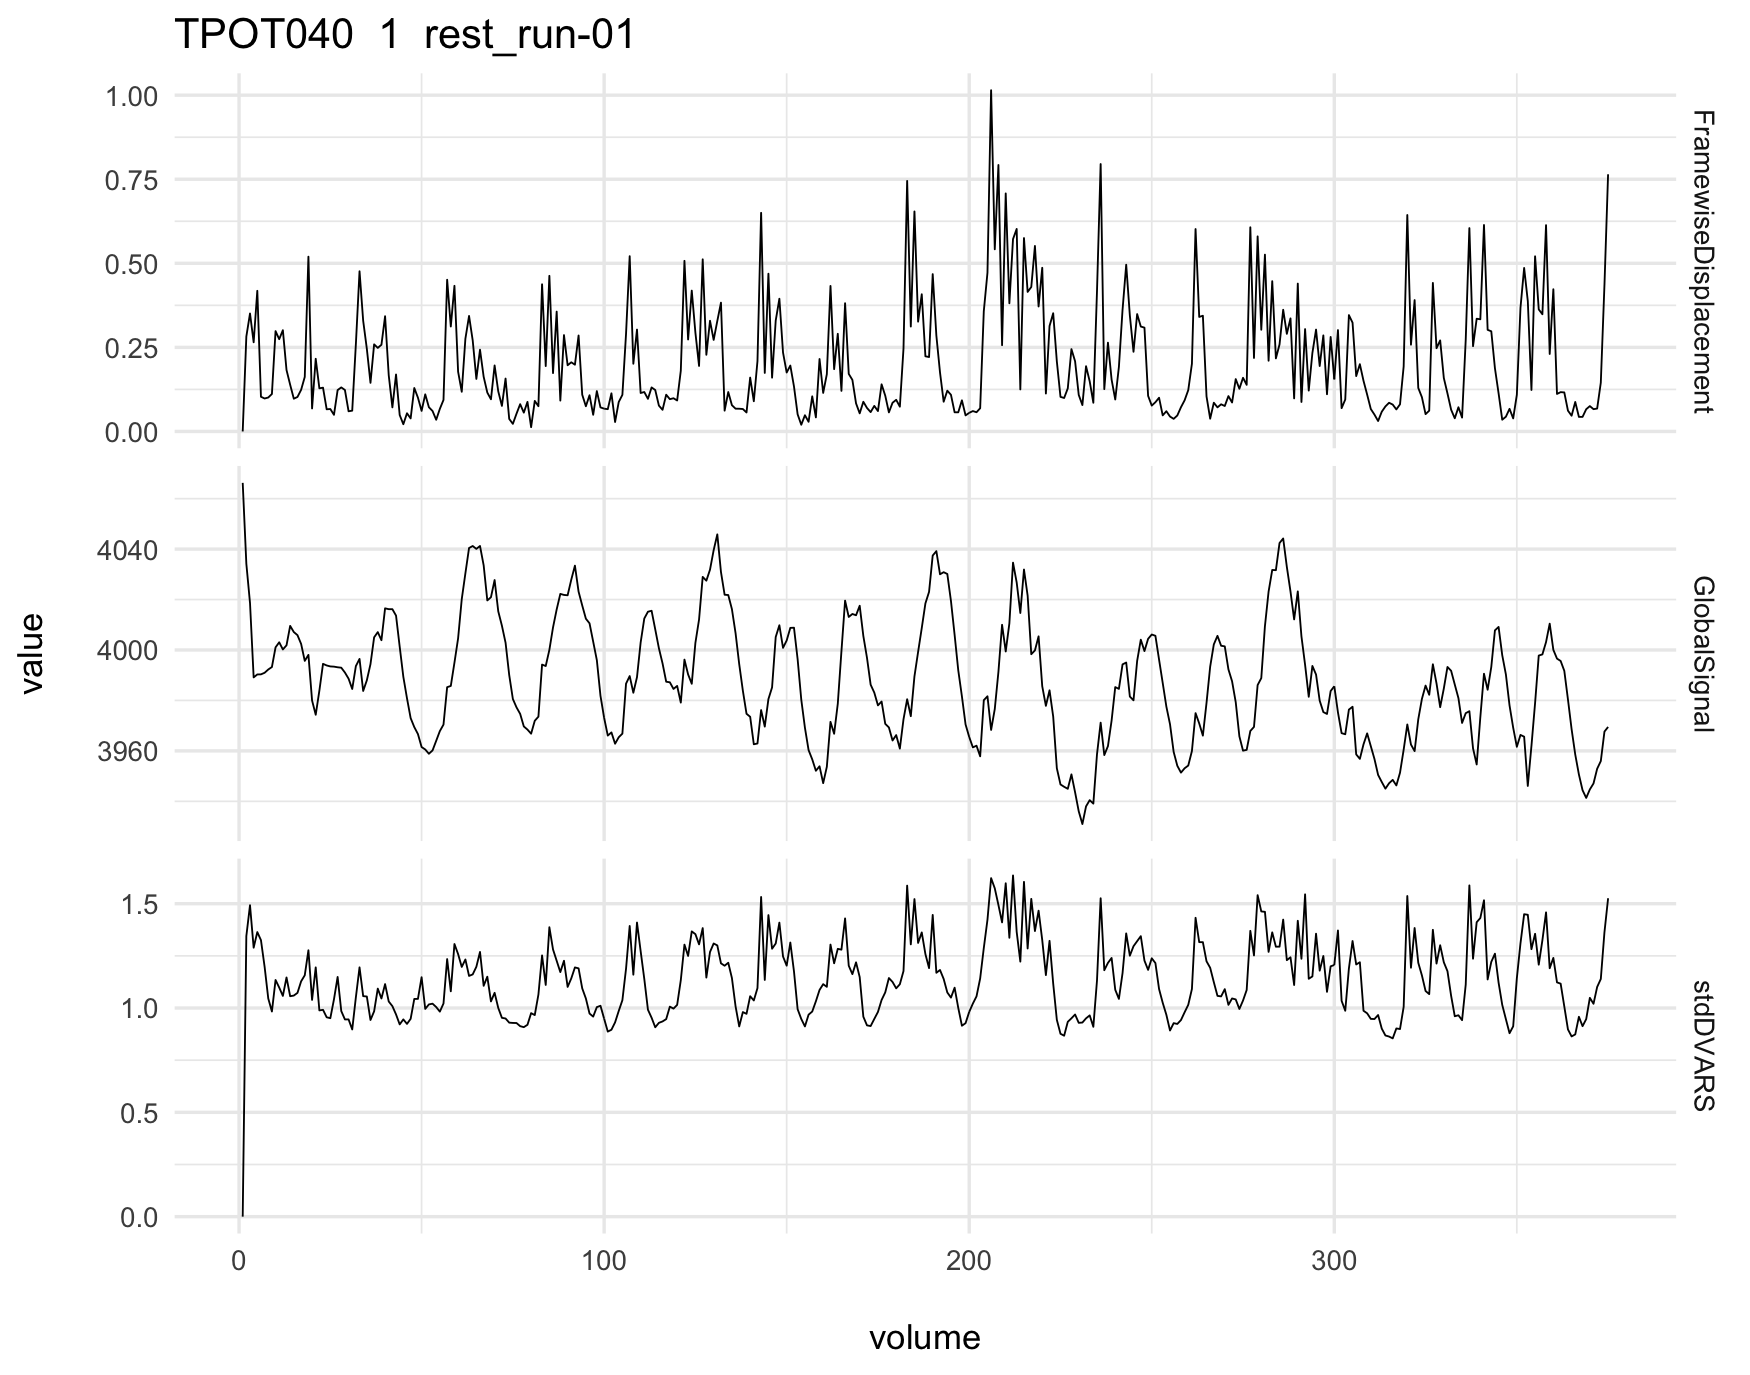 TPOT040 1 rest_run-01
1.00
0.75
0.50
0.25
0.00
FramewiseDisplacement
4040
4000
3960
GlobalSignal
value
1.5
1.0
0.5
0.0
stdDVARS
0 100 200 300
volume